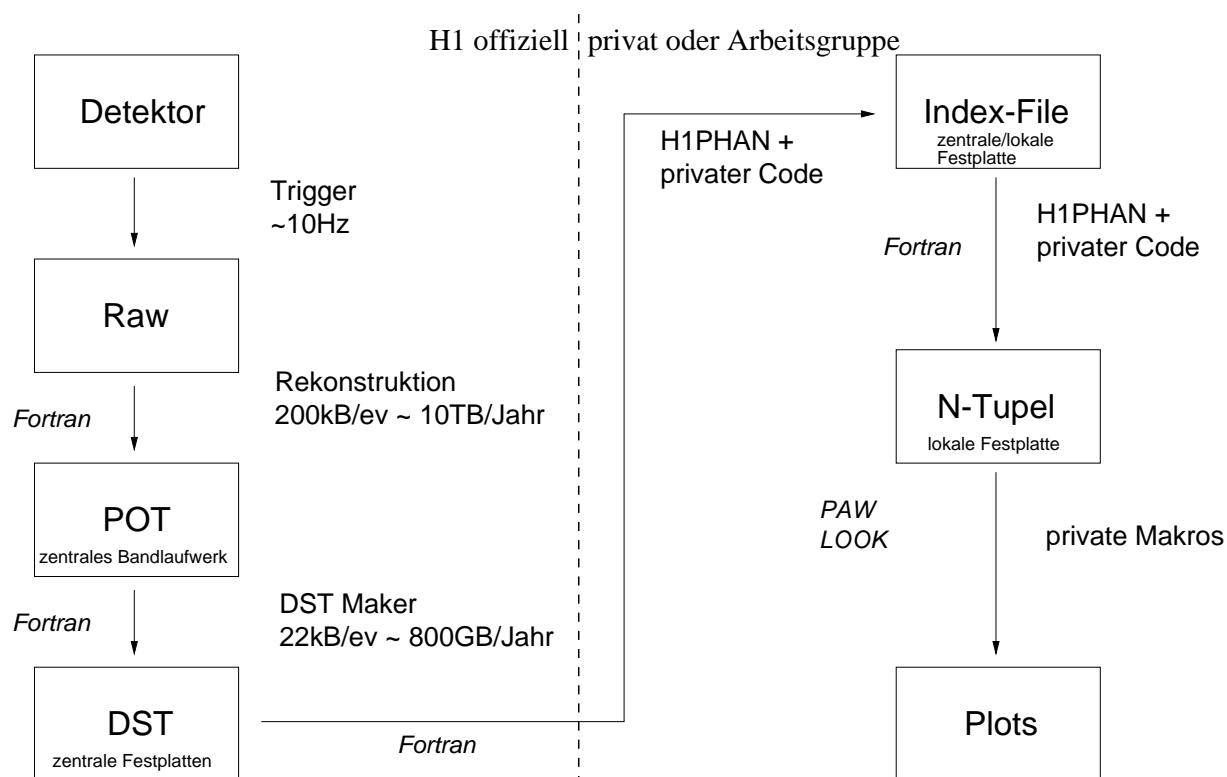 H1 offiziell privat oder Arbeitsgruppe
Detektor
Trigger
~10Hz
Raw
Rekonstruktion
200kB/ev ~ 10TB/Jahr
Fortran
POT
zentrales Bandlaufwerk
DST Maker
22kB/ev ~ 800GB/Jahr
Fortran
DST
zentrale Festplatten
Fortran
H1PHAN +
privater Code
Index-File
zentrale/lokale
Festplatte
H1PHAN +
privater Code
Fortran
N-Tupel
lokale Festplatte
PAW
LOOK
private Makros
Plots